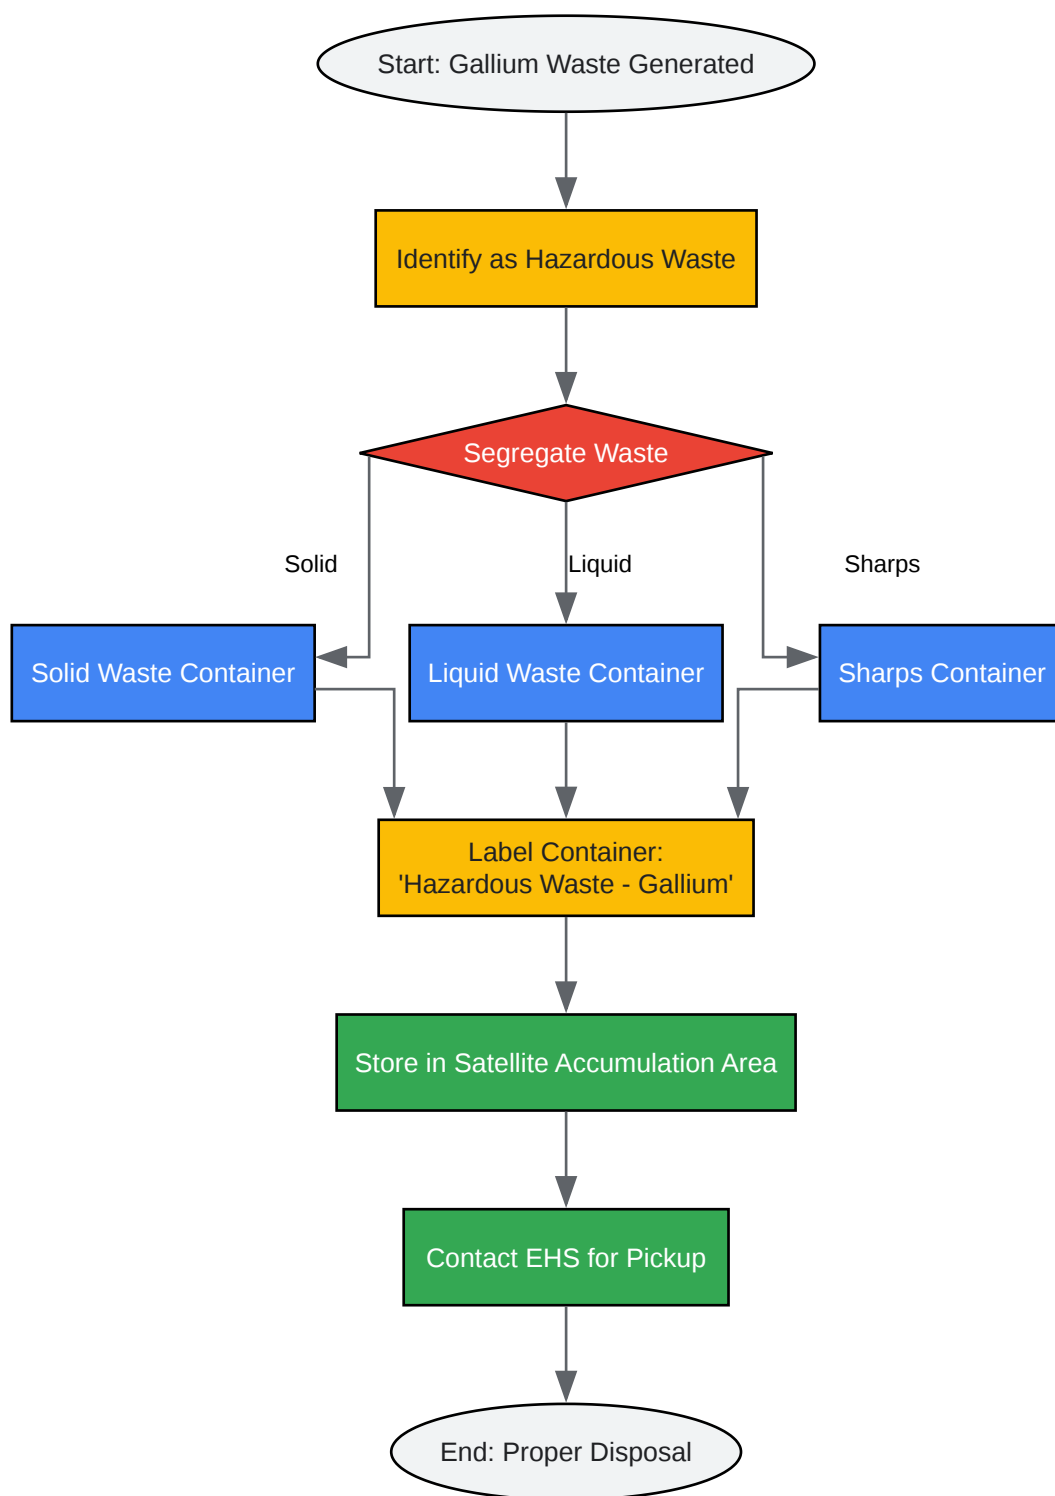 Start: Gallium Waste Generated
Identify as Hazardous Waste
Segregate Waste
Solid
Liquid
Sharps
Solid Waste Container
Liquid Waste Container
Sharps Container
Label Container:
'Hazardous Waste - Gallium'
Store in Satellite Accumulation Area
Contact EHS for Pickup
End: Proper Disposal